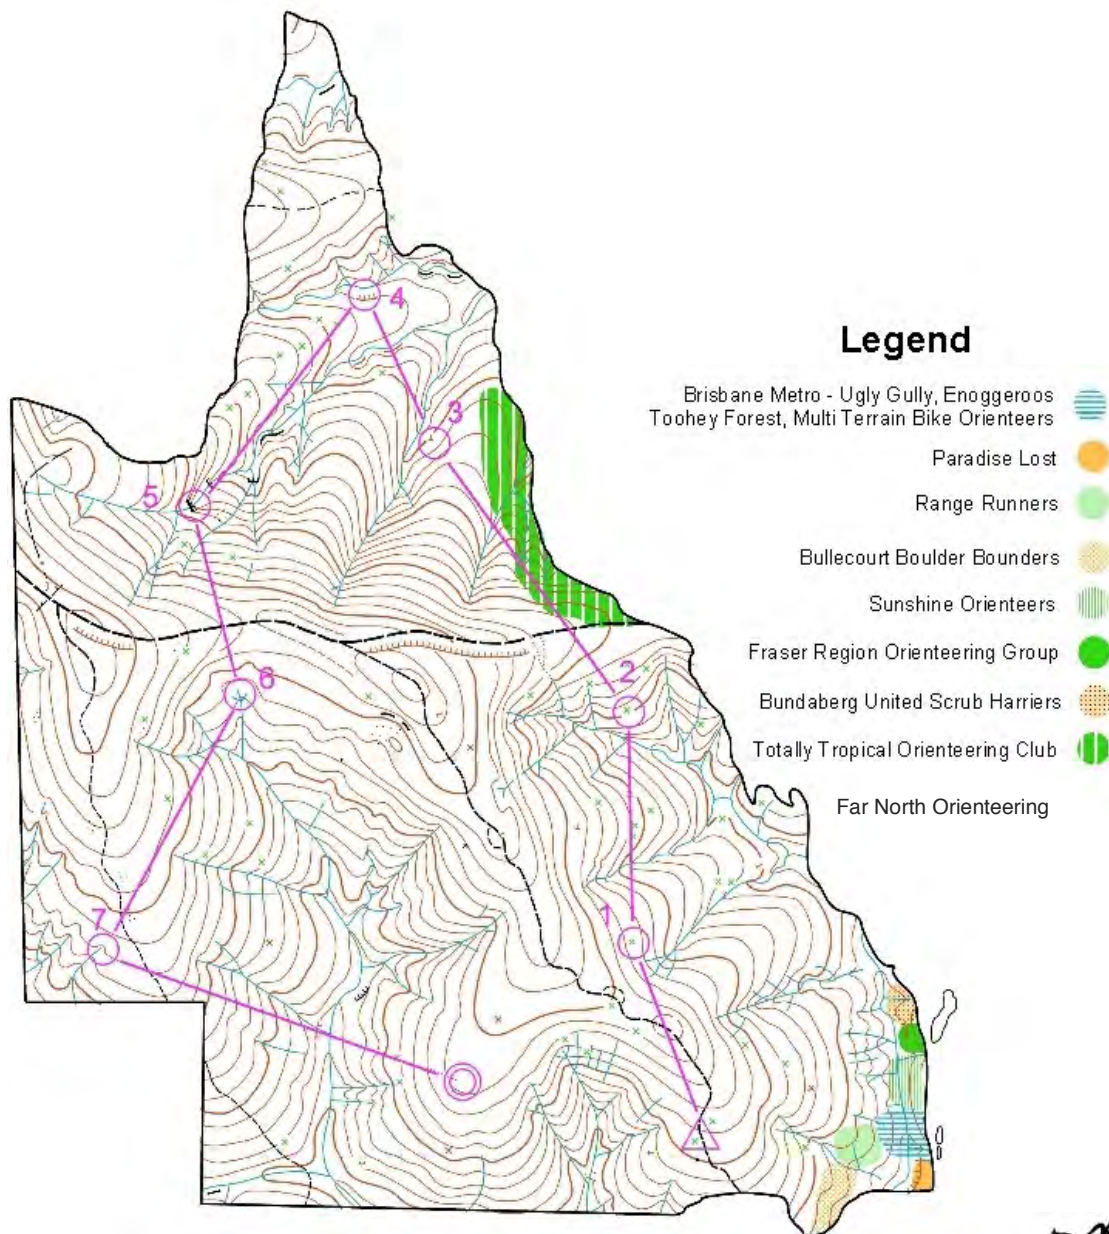 4
3
5
2
6
1
7
Legend
Brisbane Metro - Ugly Gully, Enoggeroos
Toohey Forest, Multi Terrain Bike Orienteers
Paradise Lost
Range Runners
Bullecourt Boulder Bounders
Sunshine Orienteers
Fraser Region Orienteering Group
Bundaberg United Scrub Harriers
Totally Tropical Orienteering Club
Far North Orienteering